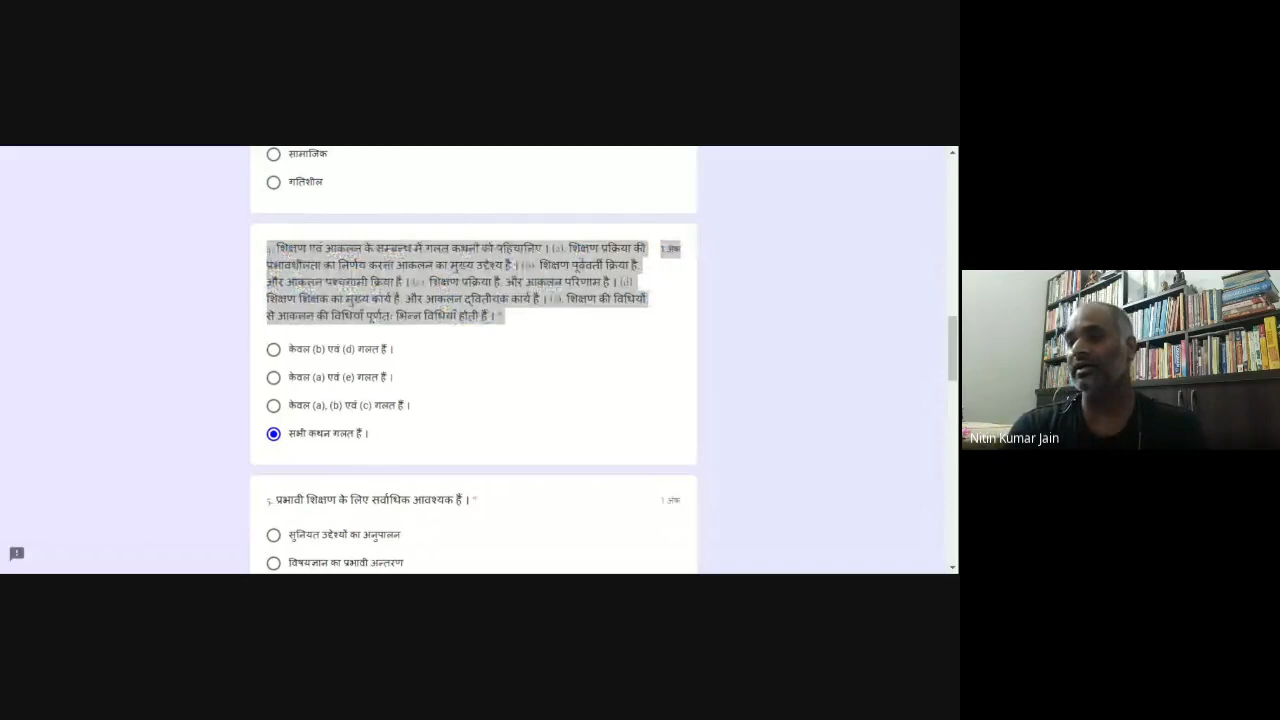 सामाजिक
गतिशील
शिक्षण एवं आकलन के सम्बन्ध में गलत कथनों को पहिचानिए । (a). शिक्षण प्रक्रिया की
1 अंक
प्रभावशीलता का निर्णय करना आकलन का मुख्य उद्देश्य है । (b). शिक्षण पूर्ववर्ती क्रिया है.
और आकलन पश्चगामी क्रिया है । (c). शिक्षण प्रक्रिया है. और आकलन परिणाम है । (d)
शिक्षण शिक्षक का मुख्य कार्य है. और आकलन द्वितीयक कार्य है । शिक्षण की विधियों
से आकलन की विधियाँ पूर्णतः भिन्न विधियाँ होती हैं । *
केवल (b) एवं (d) गलत हैं ।
केवल (a) एवं (e) गलत हैं ।
केवल (a), (b) एवं (c) गलत हैं ।
सभी कथन गलत हैं ।
5. प्रभावी शिक्षण के लिए सर्वाधिक आवश्यक हैं । *
1 अंक
सुनियत उद्देश्यों का अनुपालन
विषयज्ञान का प्रभावी अन्तरण
Nitin Kumar Jain